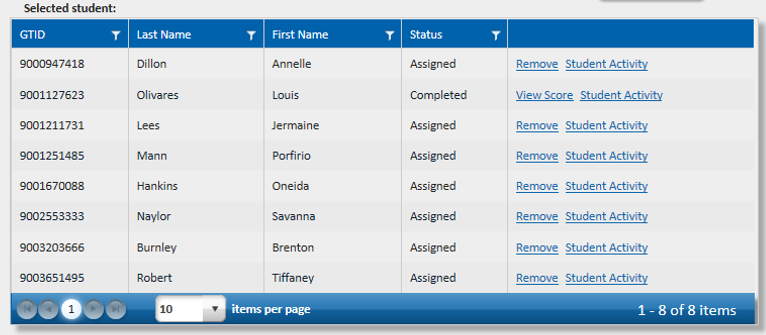 Selected student:
GTID Last Name First Name Status
9000947418 Dillon Annelle Assigned Remove Student Activity
9001127623 Olivares Louis Completed View Score Student Activity
9001211731 Lees Jermaine Assigned Remove Student Activity
9001251485 Mann Porfirio Assigned Remove Student Activity
9001670088 Hankins Oneida Assigned Remove Student Activity
9002553333 Naylor Savanna Assigned Remove Student Activity
9003203666 Burnley Brenton Assigned Remove Student Activity
9003651495 Robert Tiffaney Assigned Remove Student Activity
1 10 items per page 1 - 8 of 8 items